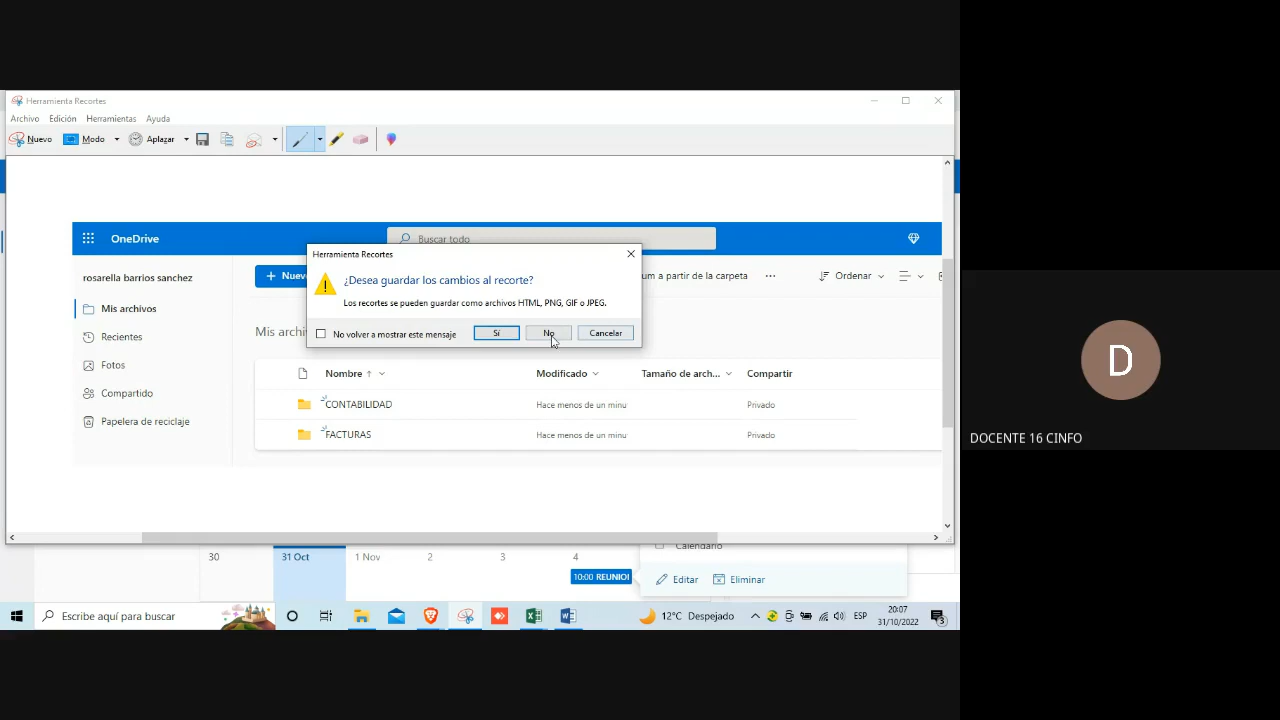 Herramienta Recortes
Archivo Edición Herramientas Ayuda
Nuevo Modo Aplazar
OneDrive Buscar todo
rosarella barrios sanchez
Mis archivos
Recientes
Fotos
Compartido
Papelera de reciclaje
+ Nuev
um a partir de la carpeta ... Ordenar
Mis archi
Herramienta Recortes
¿Desea guardar los cambios al recorte?
Los recortes se pueden guardar como archivos HTML, PNG, GIF o JPEG.
No volver a mostrar este mensaje Sí No Cancelar
Nombre Modificado Tamaño de arch... Compartir
CONTABILIDAD Hace menos de un minu Privado
FACTURAS Hace menos de un minu Privado
30 31 Oct 1 Nov 2 3 4
Calendario
10:00 REUNIOI
Editar Eliminar
Escribe aquí para buscar
12°C Despejado
ESP
20:07
31/10/2022
3
D
DOCENTE 16 CINFO